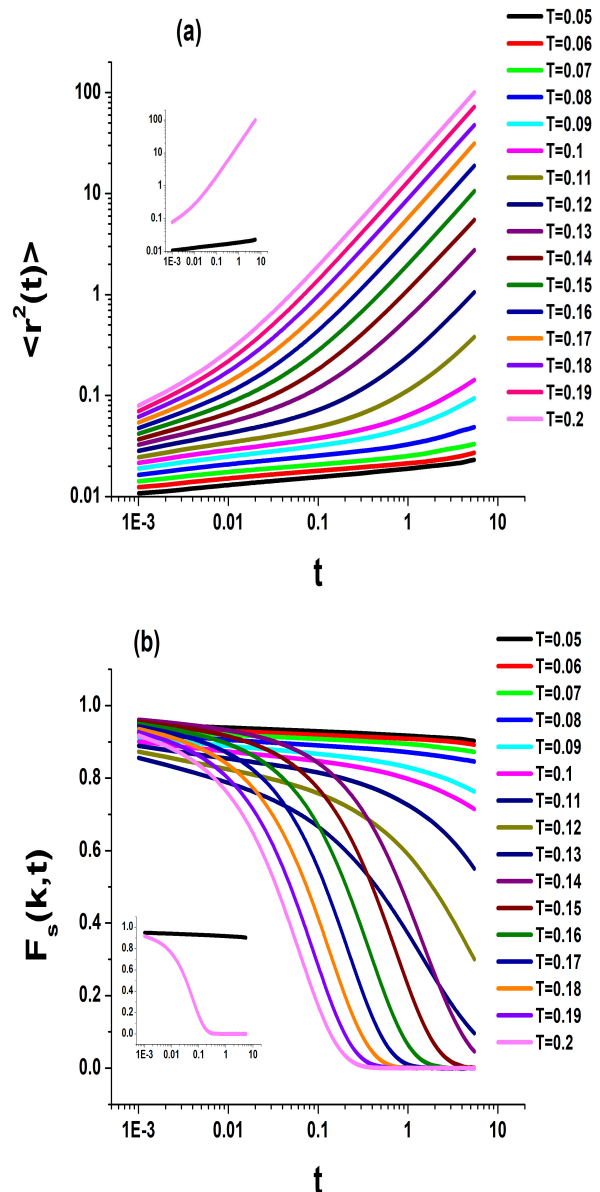 (a)
<r²(t)>
100
10
1
0.1
0.01
1E-3
0.01
0.1
1
10
t
100
10
1
0.1
0.01
1E-3
0.01
0.1
1
10
T=0.05
T=0.06
T=0.07
T=0.08
T=0.09
T=0.1
T=0.11
T=0.12
T=0.13
T=0.14
T=0.15
T=0.16
T=0.17
T=0.18
T=0.19
T=0.2
(b)
F_s(k,t)
1.0
0.8
0.6
0.4
0.2
0.0
1E-3
0.01
0.1
1
10
t
1.0
0.8
0.6
0.4
0.2
0.0
1E-3
0.01
0.1
1
10
T=0.05
T=0.06
T=0.07
T=0.08
T=0.09
T=0.1
T=0.11
T=0.12
T=0.13
T=0.14
T=0.15
T=0.16
T=0.17
T=0.18
T=0.19
T=0.2